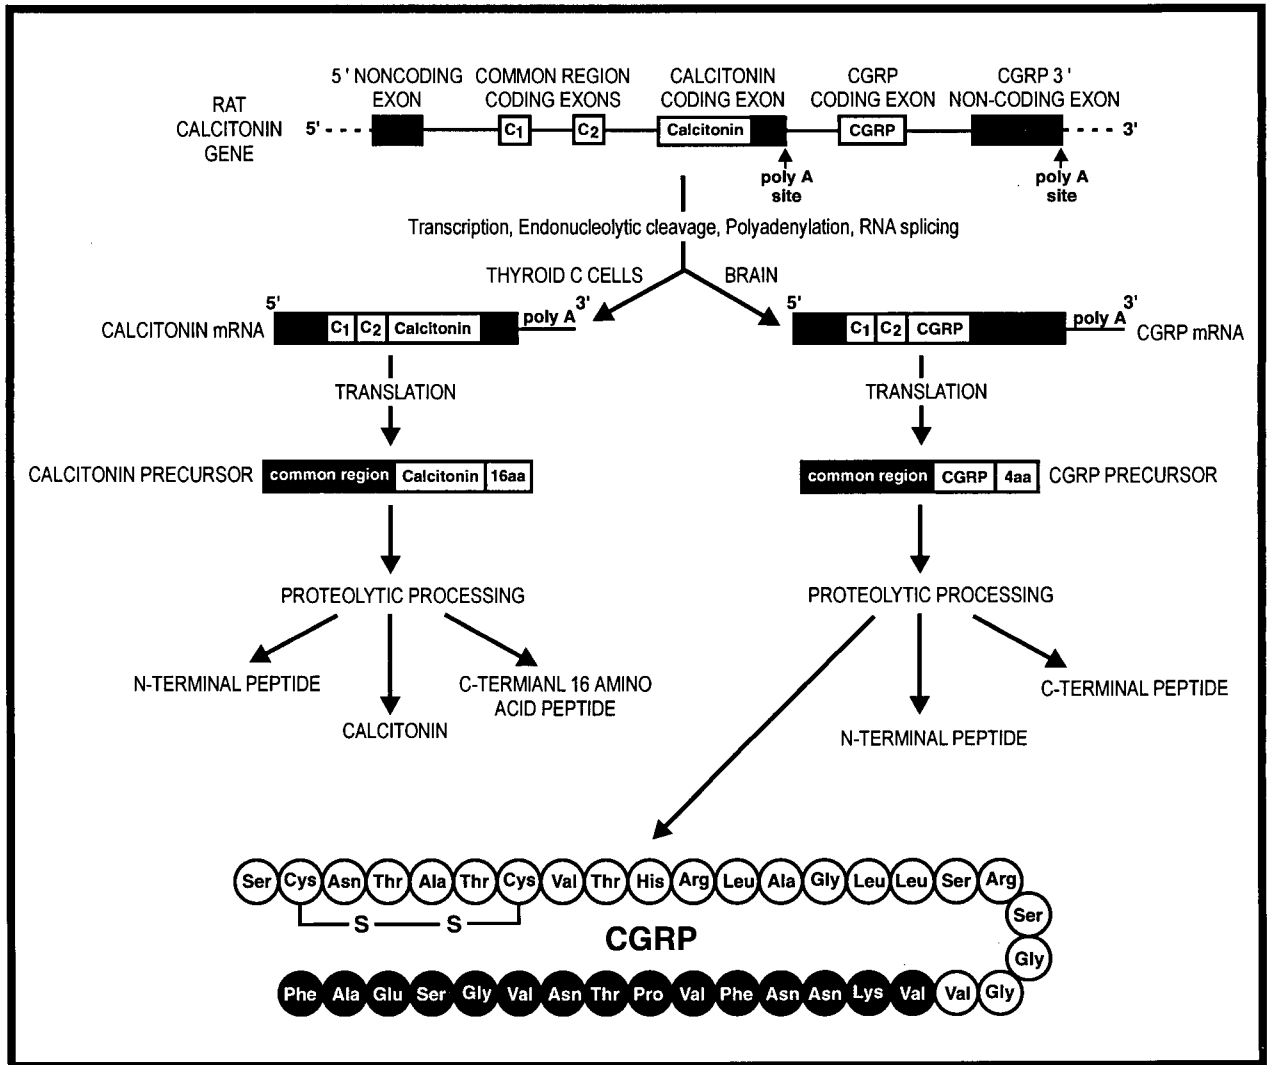 5 ' NONCODING
EXON
COMMON REGION
CODING EXONS
CALCITONIN
CODING EXON
CGRP
CODING EXON
CGRP 3 '
NON-CODING EXON
RAT
CALCITONIN
GENE
5'
C1
C2
Calcitonin
CGRP
3'
poly A
site
poly A
site
Transcription, Endonucleolytic cleavage, Polyadenylation, RNA splicing
THYROID C CELLS
BRAIN
CALCITONIN mRNA
5'
C1
C2
Calcitonin
poly A
3'
5'
C1
C2
CGRP
poly A
3'
CGRP mRNA
TRANSLATION
TRANSLATION
CALCITONIN PRECURSOR
common region
Calcitonin
16aa
common region
CGRP
4aa
CGRP PRECURSOR
PROTEOLYTIC PROCESSING
PROTEOLYTIC PROCESSING
N-TERMINAL PEPTIDE
CALCITONIN
C-TERMIANL 16 AMINO
ACID PEPTIDE
N-TERMINAL PEPTIDE
C-TERMINAL PEPTIDE
Ser Cys Asn Thr Ala Thr Cys Val Thr His Arg Leu Ala Gly Leu Leu Ser Arg
S S
Ser
CGRP
Gly
Phe Ala Glu Ser Gly Val Asn Thr Pro Val Phe Asn Asn Lys Val Val Gly